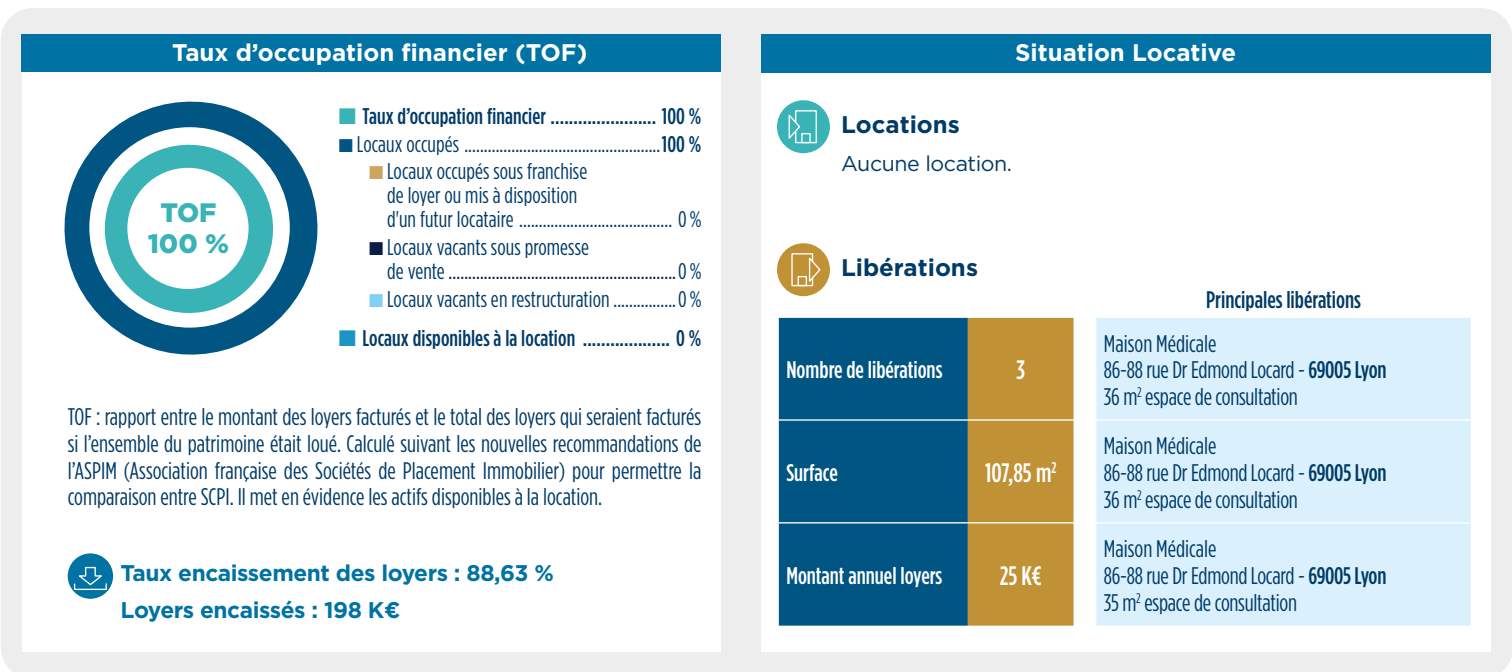 Taux d'occupation financier (TOF)
TOF
100 %
Taux d'occupation financier ....................... 100 %
Locaux occupés ........................................................100 %
Locaux occupés sous franchise
de loyer ou mis à disposition
d'un futur locataire ............................................ 0 %
Locaux vacants sous promesse
de vente .................................................................0 %
Locaux vacants en restructuration ..................0 %
Locaux disponibles à la location ................... 0 %
TOF : rapport entre le montant des loyers facturés et le total des loyers qui seraient facturés
si l'ensemble du patrimoine était loué. Calculé suivant les nouvelles recommandations de
l'ASPIM (Association française des Sociétés de Placement Immobilier) pour permettre la
comparaison entre SCPI. Il met en évidence les actifs disponibles à la location.
Taux encaissement des loyers : 88,63 %
Loyers encaissés : 198 K€
Situation Locative
Locations
Aucune location.
Libérations
Principales libérations
Nombre de libérations 3
Maison Médicale
86-88 rue Dr Edmond Locard - 69005 Lyon
36 m² espace de consultation
Surface 107,85 m²
Maison Médicale
86-88 rue Dr Edmond Locard - 69005 Lyon
36 m² espace de consultation
Montant annuel loyers 25 K€
Maison Médicale
86-88 rue Dr Edmond Locard - 69005 Lyon
35 m² espace de consultation